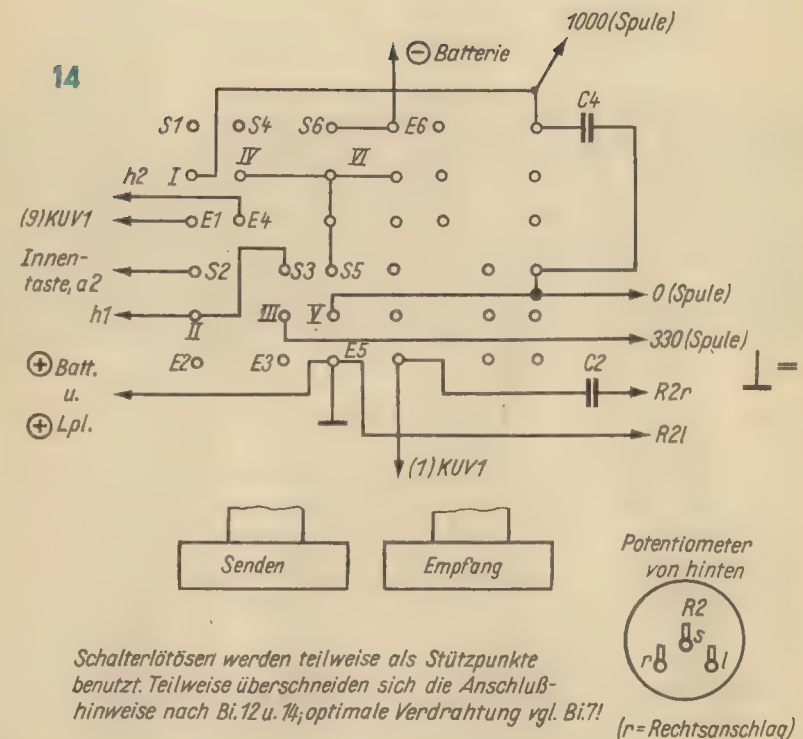 1000(Spule)
14
⊖ Batterie
C4
S1 S4 S6 E6
h2 I IV VI
(9)KUV1 E1 E4
Innen-
taste, a2
S2 S3 S5
0 (Spule)
h1 II III V
330(Spule)
⊕ Batt.
u.
⊕ Lpl.
E2 E3 E5
C2
R2r
R2l
(1)KUV1
=
Senden
Empfang
Potentiometer
von hinten
R2
s
r l
(r=Rechtsanschlag)
Schalterlötösen werden teilweise als Stützpunkte
benutzt. Teilweise überschneiden sich die Anschluß-
hinweise nach Bi.12 u. 14; optimale Verdrahtung vgl. Bi.7!